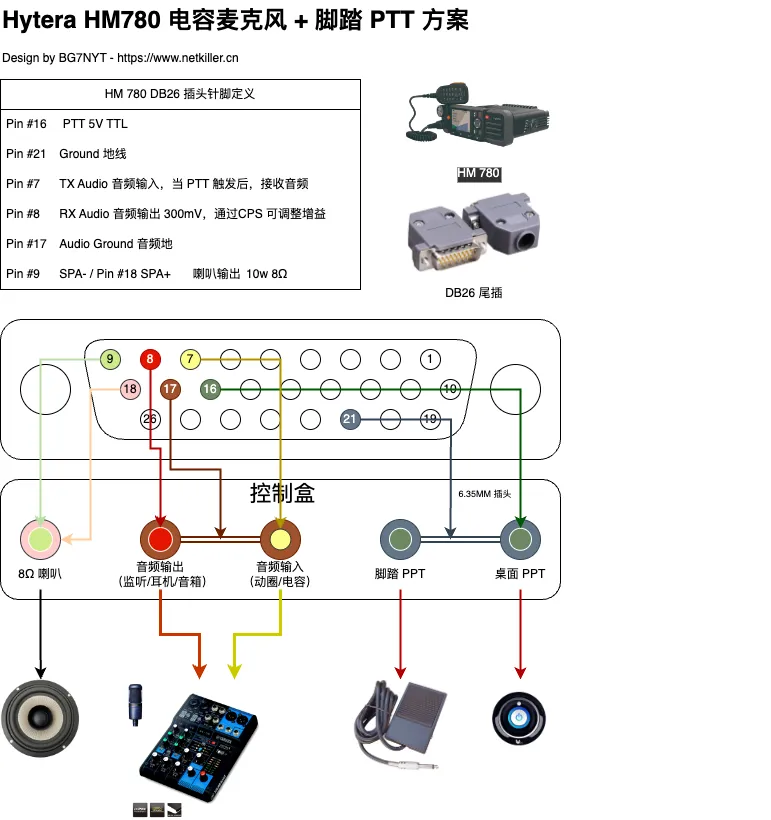 Hytera HM780 电容麦克风 + 脚踏 PTT 方案
Design by BG7NYT - https://www.netkiller.cn
HM 780 DB26 插头针脚定义
Pin #16 PTT 5V TTL
Pin #21 Ground 地线
Pin #7 TX Audio 音频输入，当 PTT 触发后，接收音频
Pin #8 RX Audio 音频输出 300mV，通过CPS 可调整增益
Pin #17 Audio Ground 音频地
Pin #9 SPA- / Pin #18 SPA+ 喇叭输出 10w 8Ω
HM 780
DB26 尾插
9 8 7 1
18 17 16 10
26 21 19
控制盒
6.35MM 插头
8Ω 喇叭
音频输出
(监听/耳机/音箱)
音频输入
(动圈/电容)
脚踏 PTT
桌面 PTT